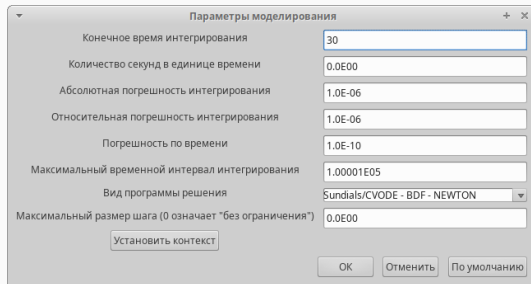 Параметры моделирования
Конечное время интегрирования 30
Количество секунд в единице времени 0.0E00
Абсолютная погрешность интегрирования 1.0E-06
Относительная погрешность интегрирования 1.0E-06
Погрешность по времени 1.0E-10
Максимальный временной интервал интегрирования 1.00001E05
Вид программы решения Sundials/CVODE - BDF - NEWTON
Максимальный размер шага (0 означает "без ограничения") 0.0E00
Установить контекст
ОК Отменить По умолчанию